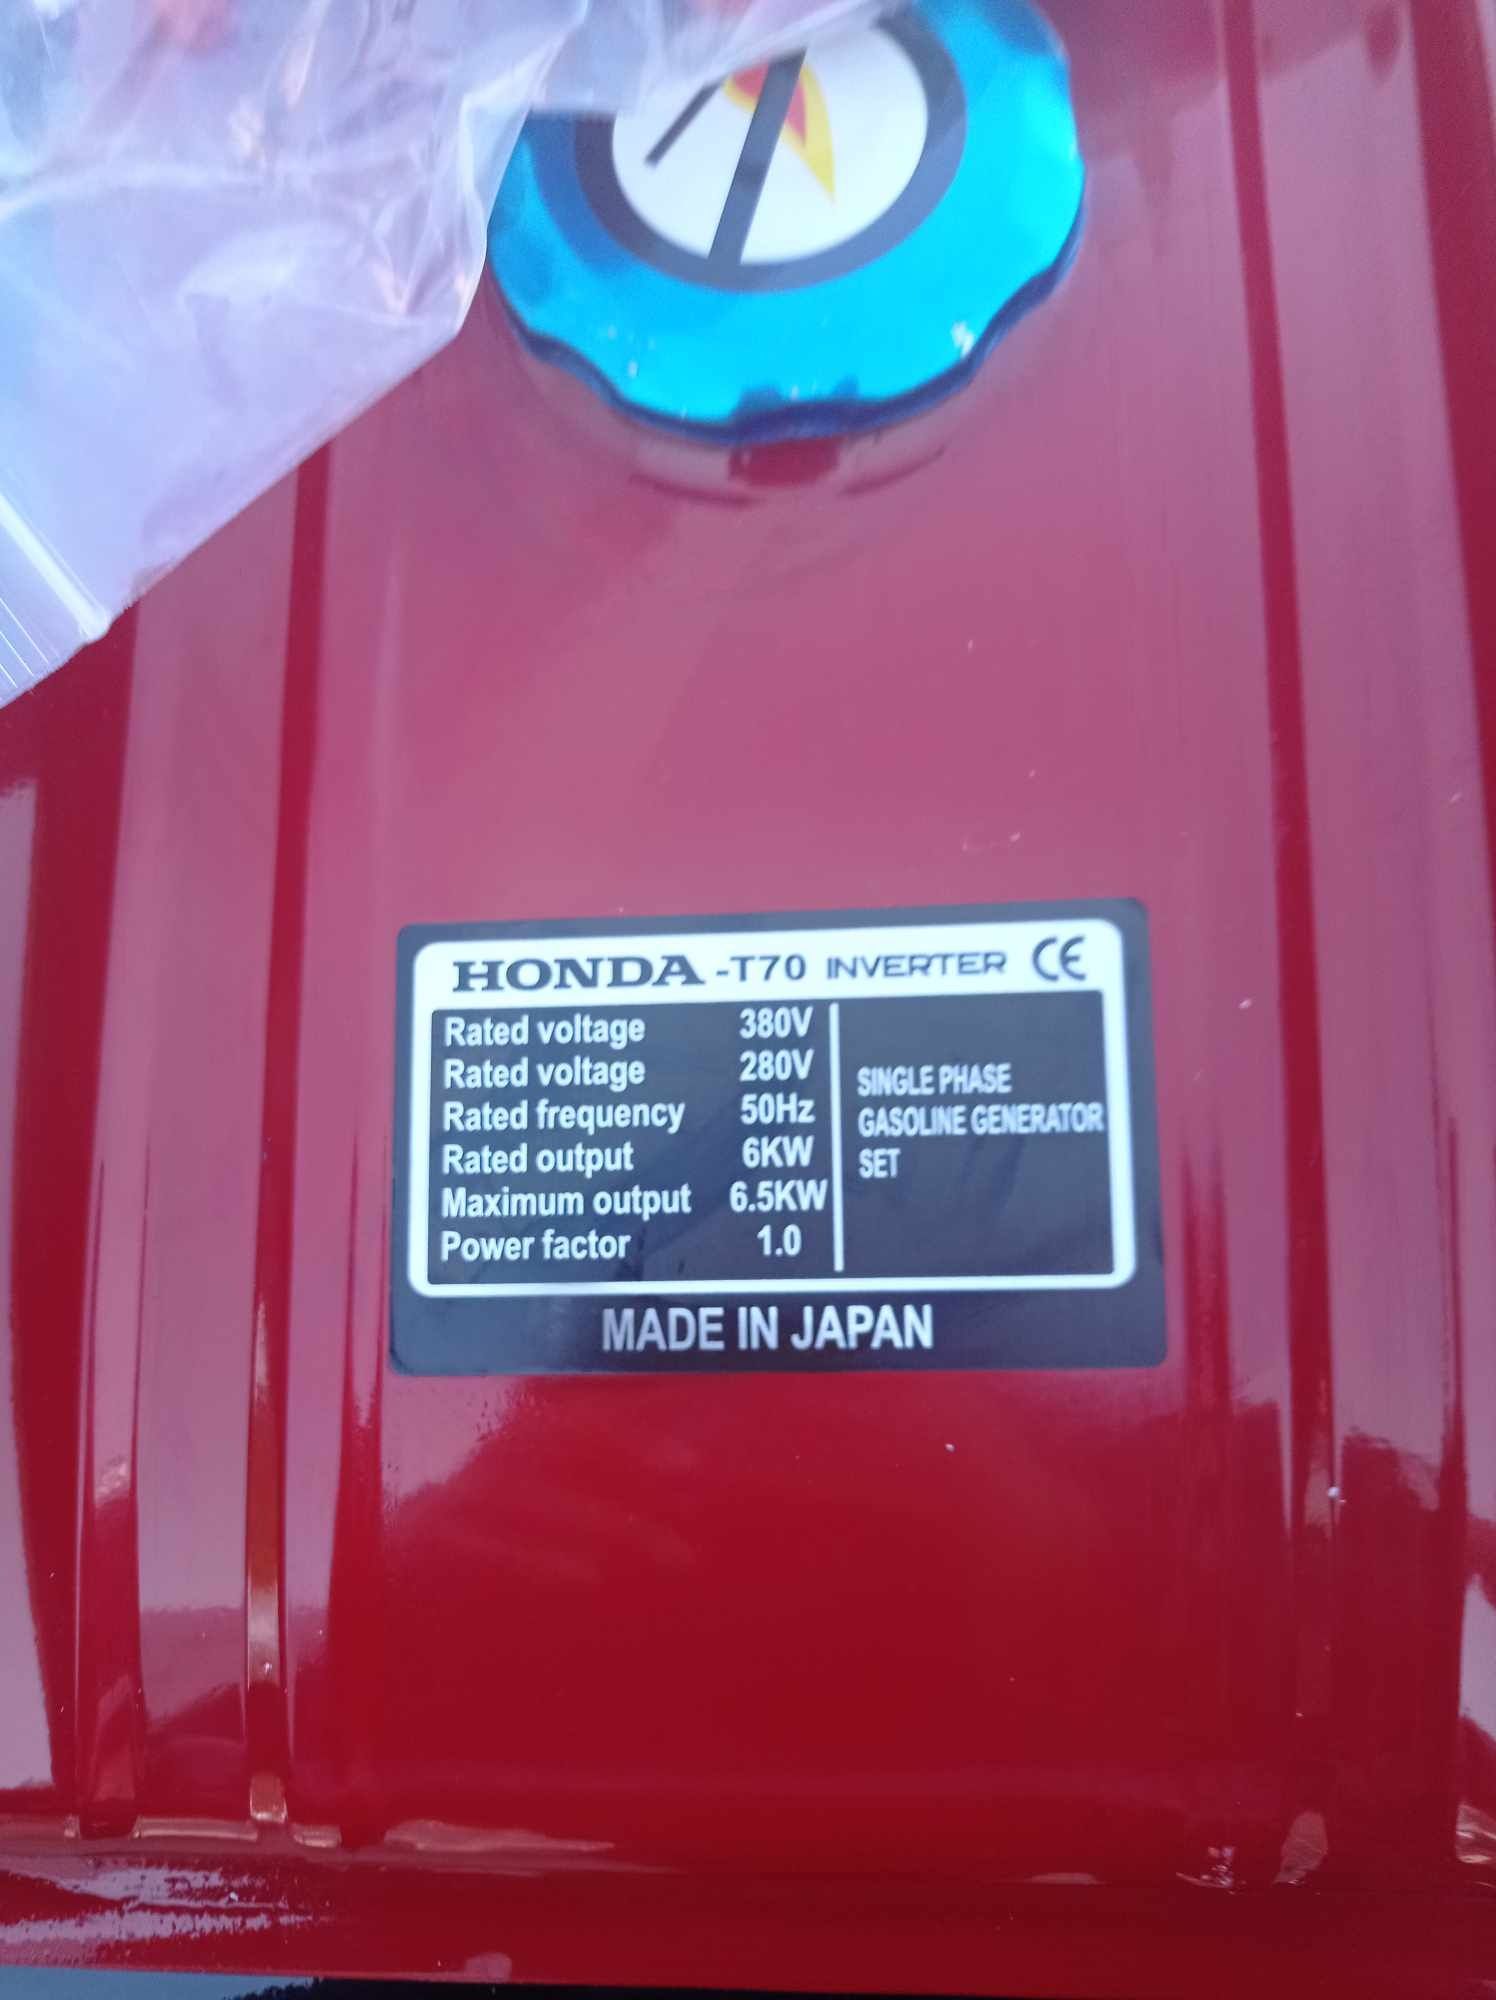 HONDA -T70 INVERTER CE
Rated voltage 380V
Rated voltage 280V
Rated frequency 50Hz
Rated output 6KW
Maximum output 6.5KW
Power factor 1.0
SINGLE PHASE
GASOLINE GENERATOR
SET
MADE IN JAPAN